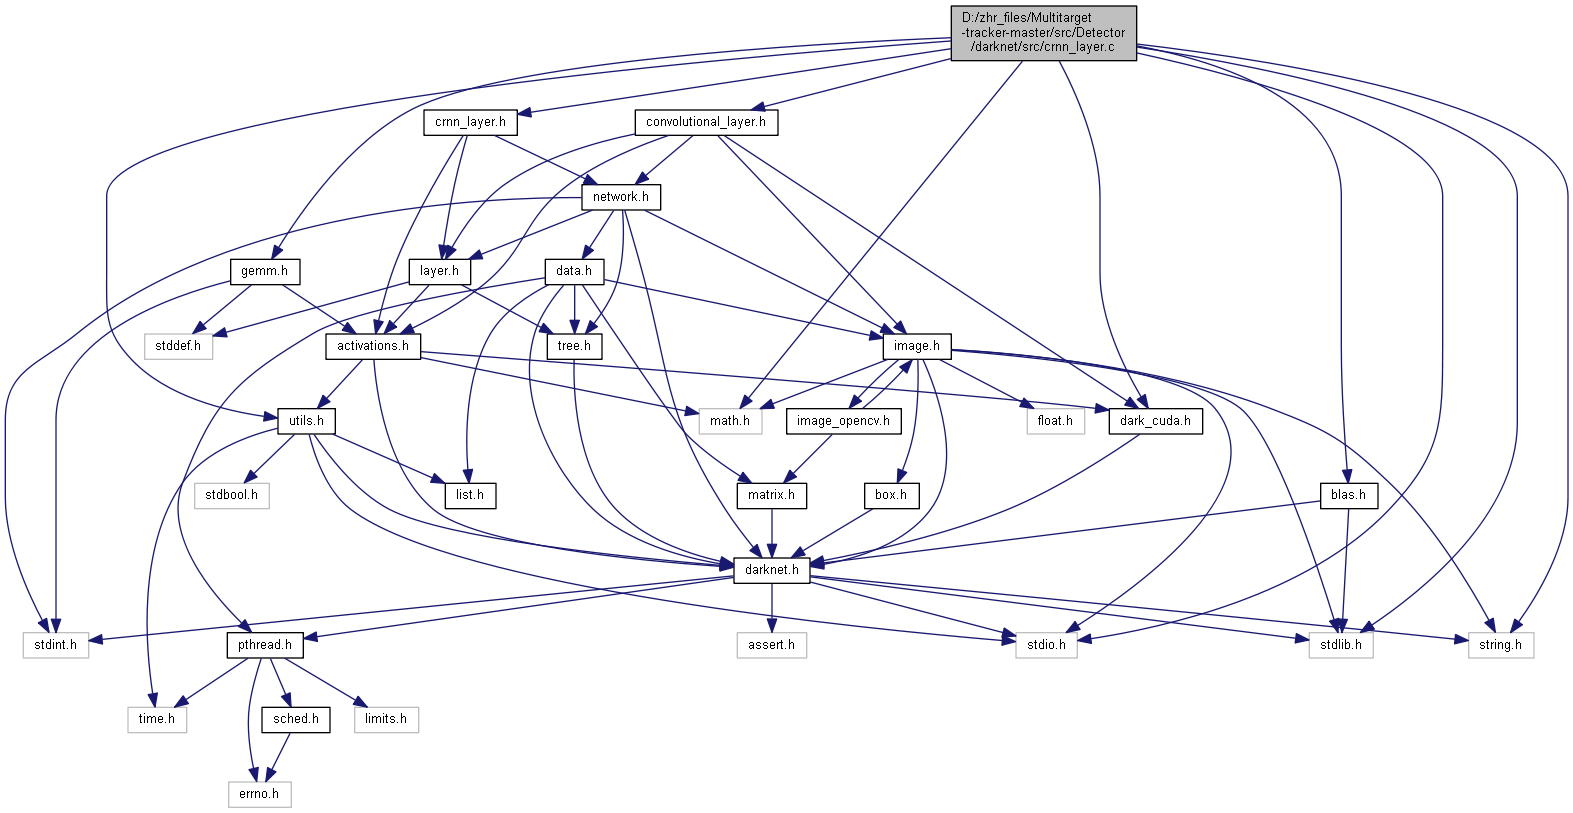 D:/zhr_files/Multitarget
-tracker-master/src/Detector
/darknet/src/crnn_layer.c
crnn_layer.h
convolutional_layer.h
network.h
gemm.h
layer.h
data.h
stddef.h
activations.h
tree.h
image.h
utils.h
math.h
image_opencv.h
float.h
dark_cuda.h
stdbool.h
list.h
matrix.h
box.h
blas.h
darknet.h
stdint.h
pthread.h
assert.h
stdio.h
stdlib.h
string.h
time.h
sched.h
limits.h
errno.h